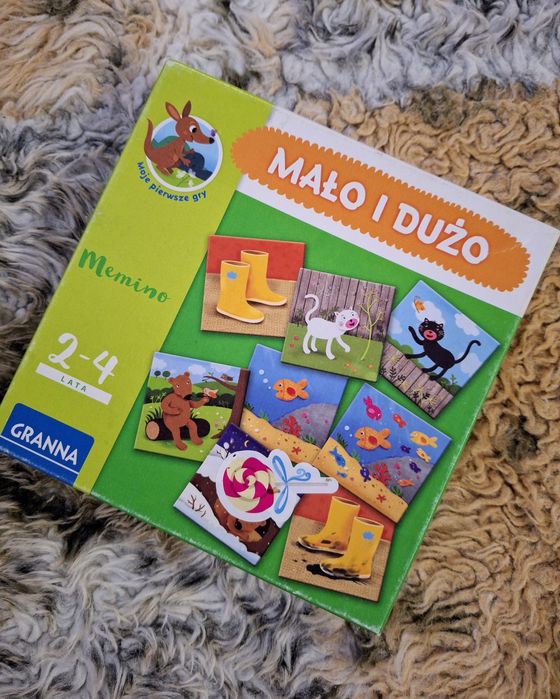 Moje pierwsze gry
MAŁO I DUŻO
Memino
2-4
LATA
GRANNA